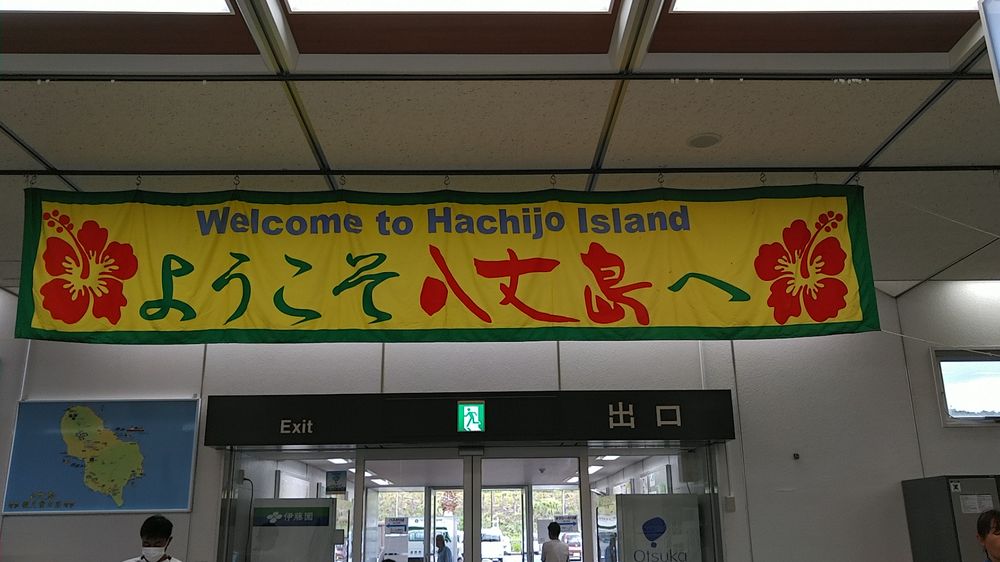 Welcome to Hachijo Island
ようこそ八丈島へ
Exit
出口
伊藤園
Otsuka